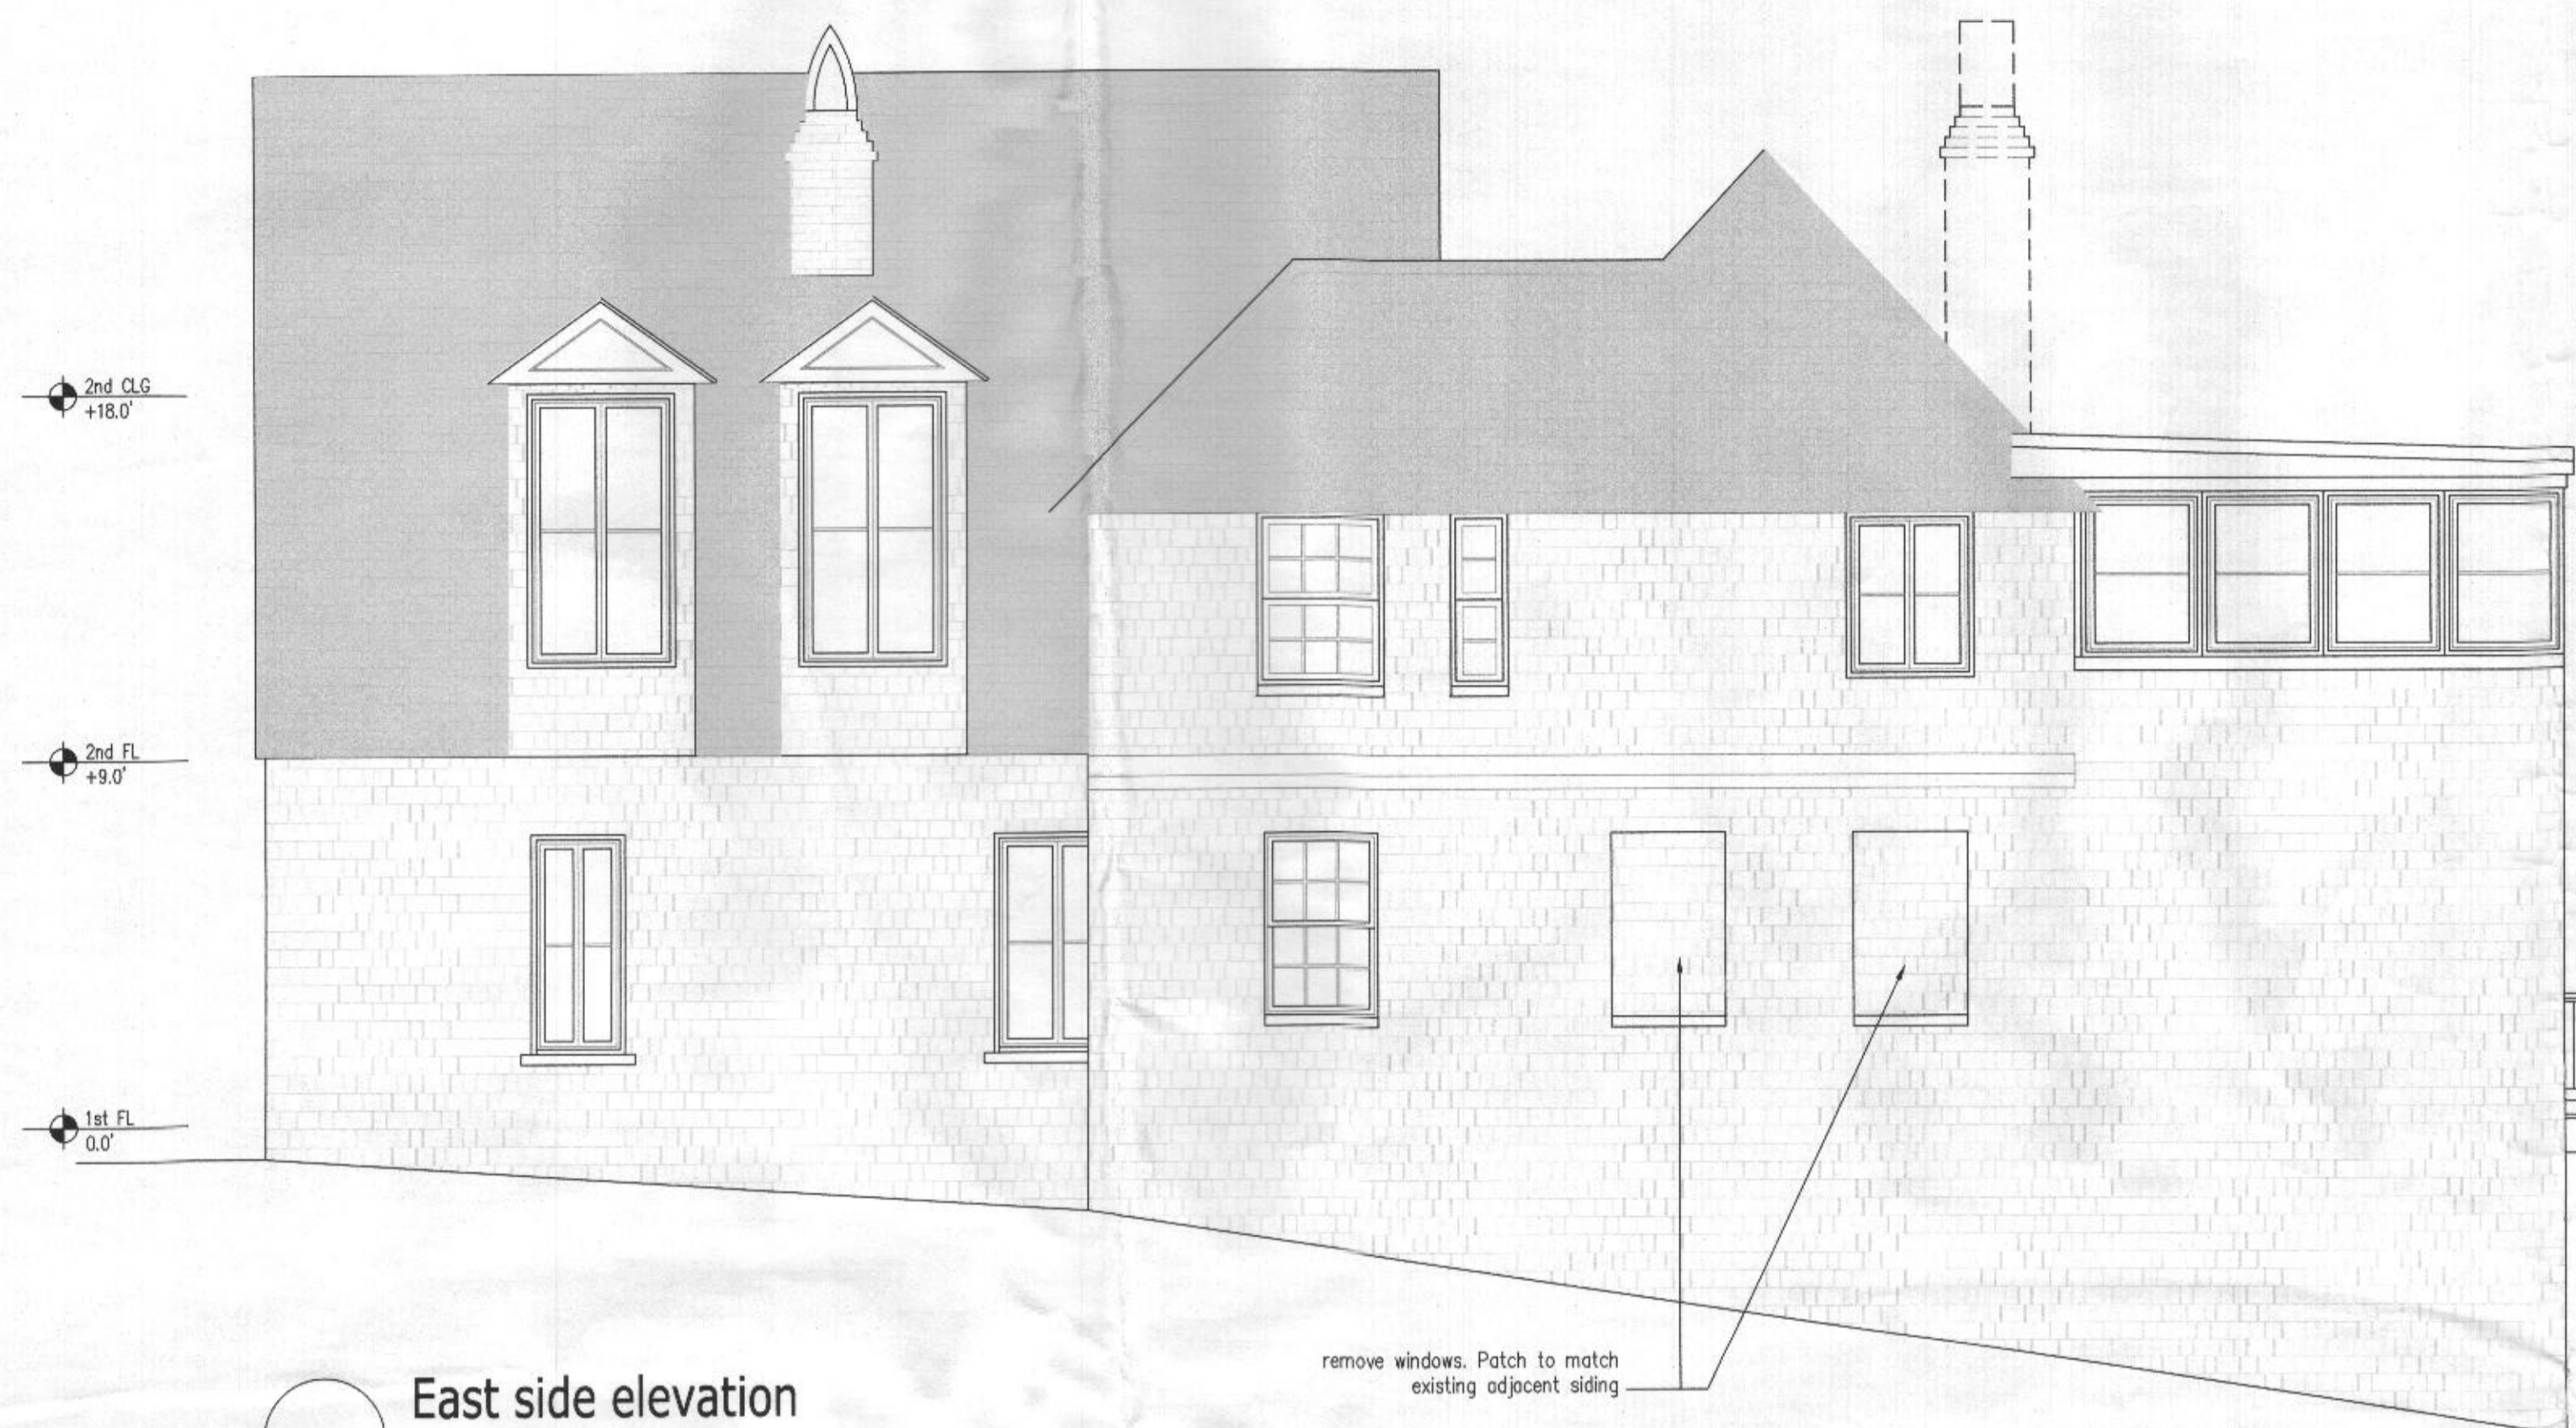 2nd CLG
+18.0'
2nd FL
+9.0'
1st FL
0.0'
remove windows. Patch to match
existing adjacent siding
East side elevation